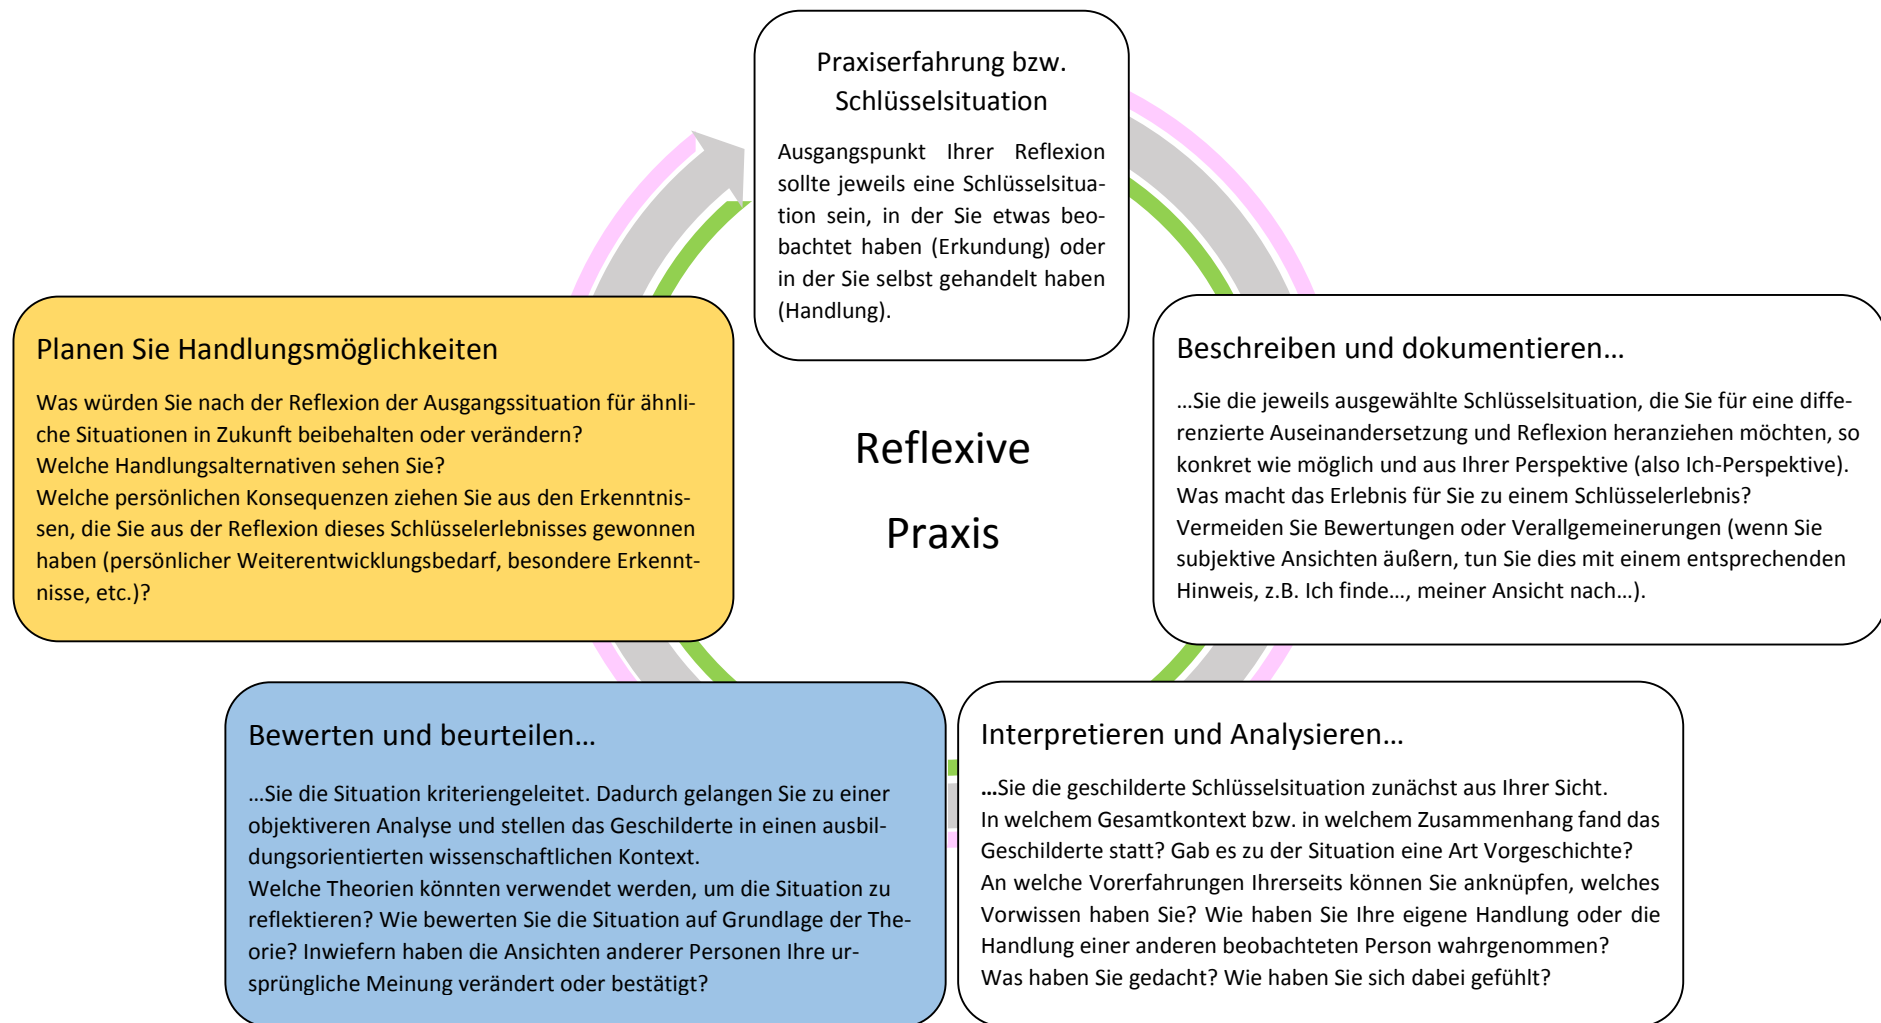 Praxiserfahrung bzw.
Schlüsselsituation
Ausgangspunkt Ihrer Reflexion
sollte jeweils eine Schlüsselsitua-
tion sein, in der Sie etwas beo-
bachtet haben (Erkundung) oder
in der Sie selbst gehandelt haben
(Handlung).
Beschreiben und dokumentieren…
…Sie die jeweils ausgewählte Schlüsselsituation, die Sie für eine diffe-
renzierte Auseinandersetzung und Reflexion heranziehen möchten, so
konkret wie möglich und aus Ihrer Perspektive (also Ich-Perspektive).
Was macht das Erlebnis für Sie zu einem Schlüsselerlebnis?
Vermeiden Sie Bewertungen oder Verallgemeinerungen (wenn Sie
subjektive Ansichten äußern, tun Sie dies mit einem entsprechenden
Hinweis, z.B. Ich finde…, meiner Ansicht nach…).
Interpretieren und Analysieren…
…Sie die geschilderte Schlüsselsituation zunächst aus Ihrer Sicht.
In welchem Gesamtkontext bzw. in welchem Zusammenhang fand das
Geschilderte statt? Gab es zu der Situation eine Art Vorgeschichte?
An welche Vorerfahrungen Ihrerseits können Sie anknüpfen, welches
Vorwissen haben Sie? Wie haben Sie Ihre eigene Handlung oder die
Handlung einer anderen beobachteten Person wahrgenommen?
Was haben Sie gedacht? Wie haben Sie sich dabei gefühlt?
Bewerten und beurteilen…
…Sie die Situation kriteriengeleitet. Dadurch gelangen Sie zu einer
objektiveren Analyse und stellen das Geschilderte in einen ausbil-
dungsorientierten wissenschaftlichen Kontext.
Welche Theorien könnten verwendet werden, um die Situation zu
reflektieren? Wie bewerten Sie die Situation auf Grundlage der The-
orie? Inwiefern haben die Ansichten anderer Personen Ihre ur-
sprüngliche Meinung verändert oder bestätigt?
Planen Sie Handlungsmöglichkeiten
Was würden Sie nach der Reflexion der Ausgangssituation für ähnli-
che Situationen in Zukunft beibehalten oder verändern?
Welche Handlungsalternativen sehen Sie?
Welche persönlichen Konsequenzen ziehen Sie aus den Erkenntnis-
sen, die Sie aus der Reflexion dieses Schlüsselerlebnisses gewonnen
haben (persönlicher Weiterentwicklungsbedarf, besondere Erkennt-
nisse, etc.)?
Reflexive
Praxis